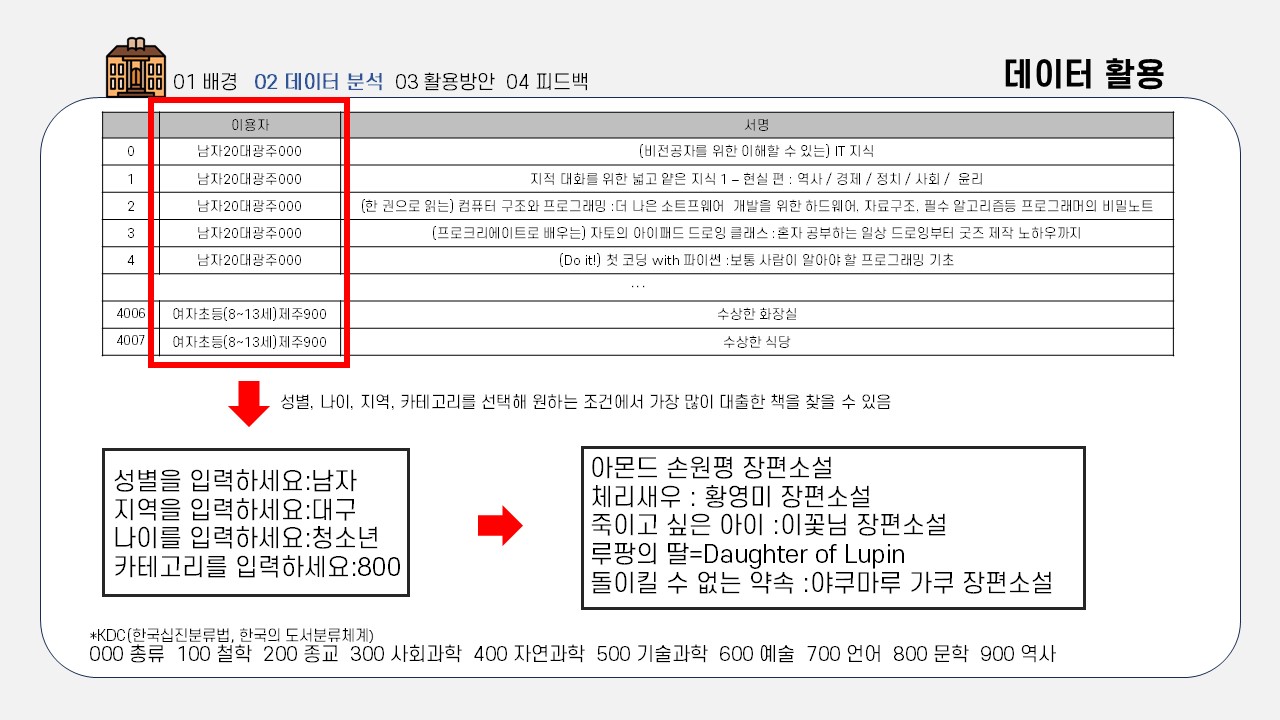 01 배경 02 데이터 분석 03 활용방안 04 피드백
데이터 활용
이용자 서명
0 남자20대광주000 (비전공자를 위한 이해할 수 있는) IT 지식
1 남자20대광주000 지적 대화를 위한 넓고 얕은 지식 1 – 현실 편 : 역사 / 경제 / 정치 / 사회 / 윤리
2 남자20대광주000 (한 권으로 읽는) 컴퓨터 구조와 프로그래밍 :더 나은 소프트웨어 개발을 위한 하드웨어, 자료구조, 필수 알고리즘등 프로그래머의 비밀노트
3 남자20대광주000 (프로크리에이트로 배우는) 자토의 아이패드 드로잉 클래스 :혼자 공부하는 일상 드로잉부터 굿즈 제작 노하우까지
4 남자20대광주000 (Do it!) 첫 코딩 with 파이썬 :보통 사람이 알아야 할 프로그래밍 기초
...
4006 여자초등(8~13세)제주900 수상한 화장실
4007 여자초등(8~13세)제주900 수상한 식당
성별, 나이, 지역, 카테고리를 선택해 원하는 조건에서 가장 많이 대출한 책을 찾을 수 있음
성별을 입력하세요:남자
지역을 입력하세요:대구
나이를 입력하세요:청소년
카테고리를 입력하세요:800
아몬드 손원평 장편소설
체리새우 : 황영미 장편소설
죽이고 싶은 아이 :이꽃님 장편소설
루팡의 딸=Daughter of Lupin
돌이킬 수 없는 약속 :야쿠마루 가쿠 장편소설
*KDC(한국십진분류법, 한국의 도서분류체계)
000 총류 100 철학 200 종교 300 사회과학 400 자연과학 500 기술과학 600 예술 700 언어 800 문학 900 역사